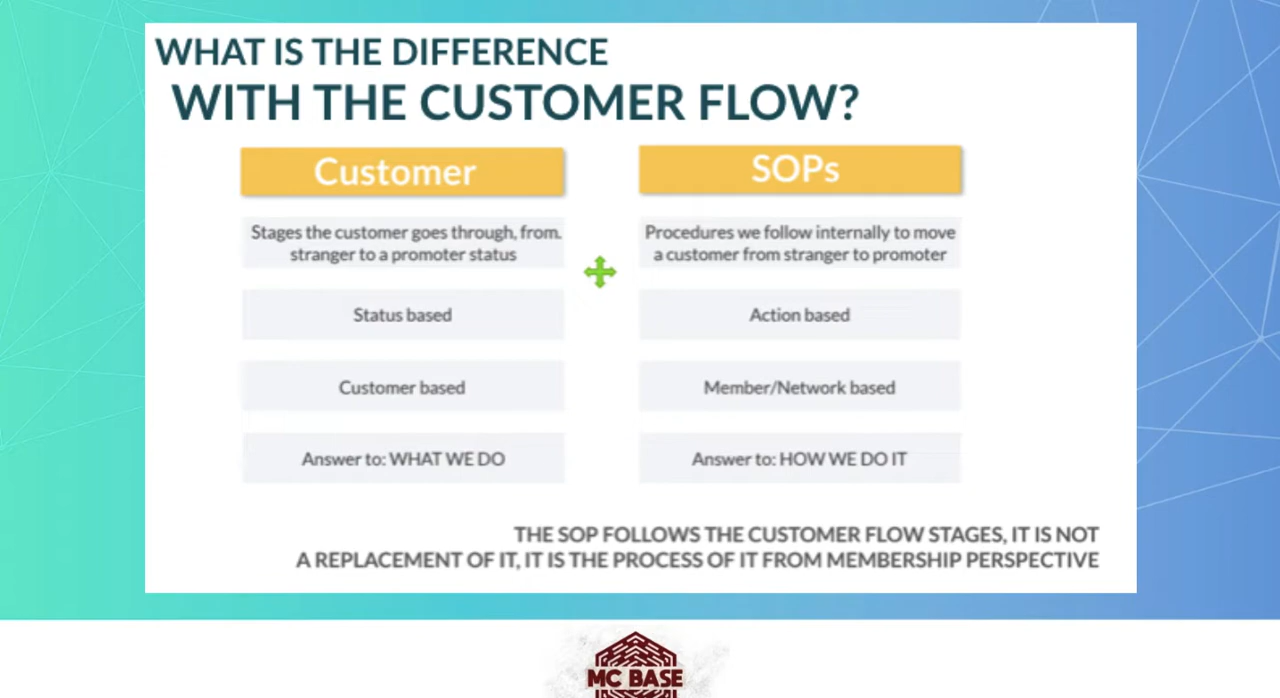 WHAT IS THE DIFFERENCE
WITH THE CUSTOMER FLOW?
Customer
Stages the customer goes through, from.
stranger to a promoter status
Status based
Customer based
Answer to: WHAT WE DO
SOPs
Procedures we follow internally to move
a customer from stranger to promoter
Action based
Member/Network based
Answer to: HOW WE DO IT
THE SOP FOLLOWS THE CUSTOMER FLOW STAGES, IT IS NOT
A REPLACEMENT OF IT, IT IS THE PROCESS OF IT FROM MEMBERSHIP PERSPECTIVE
MC BASE